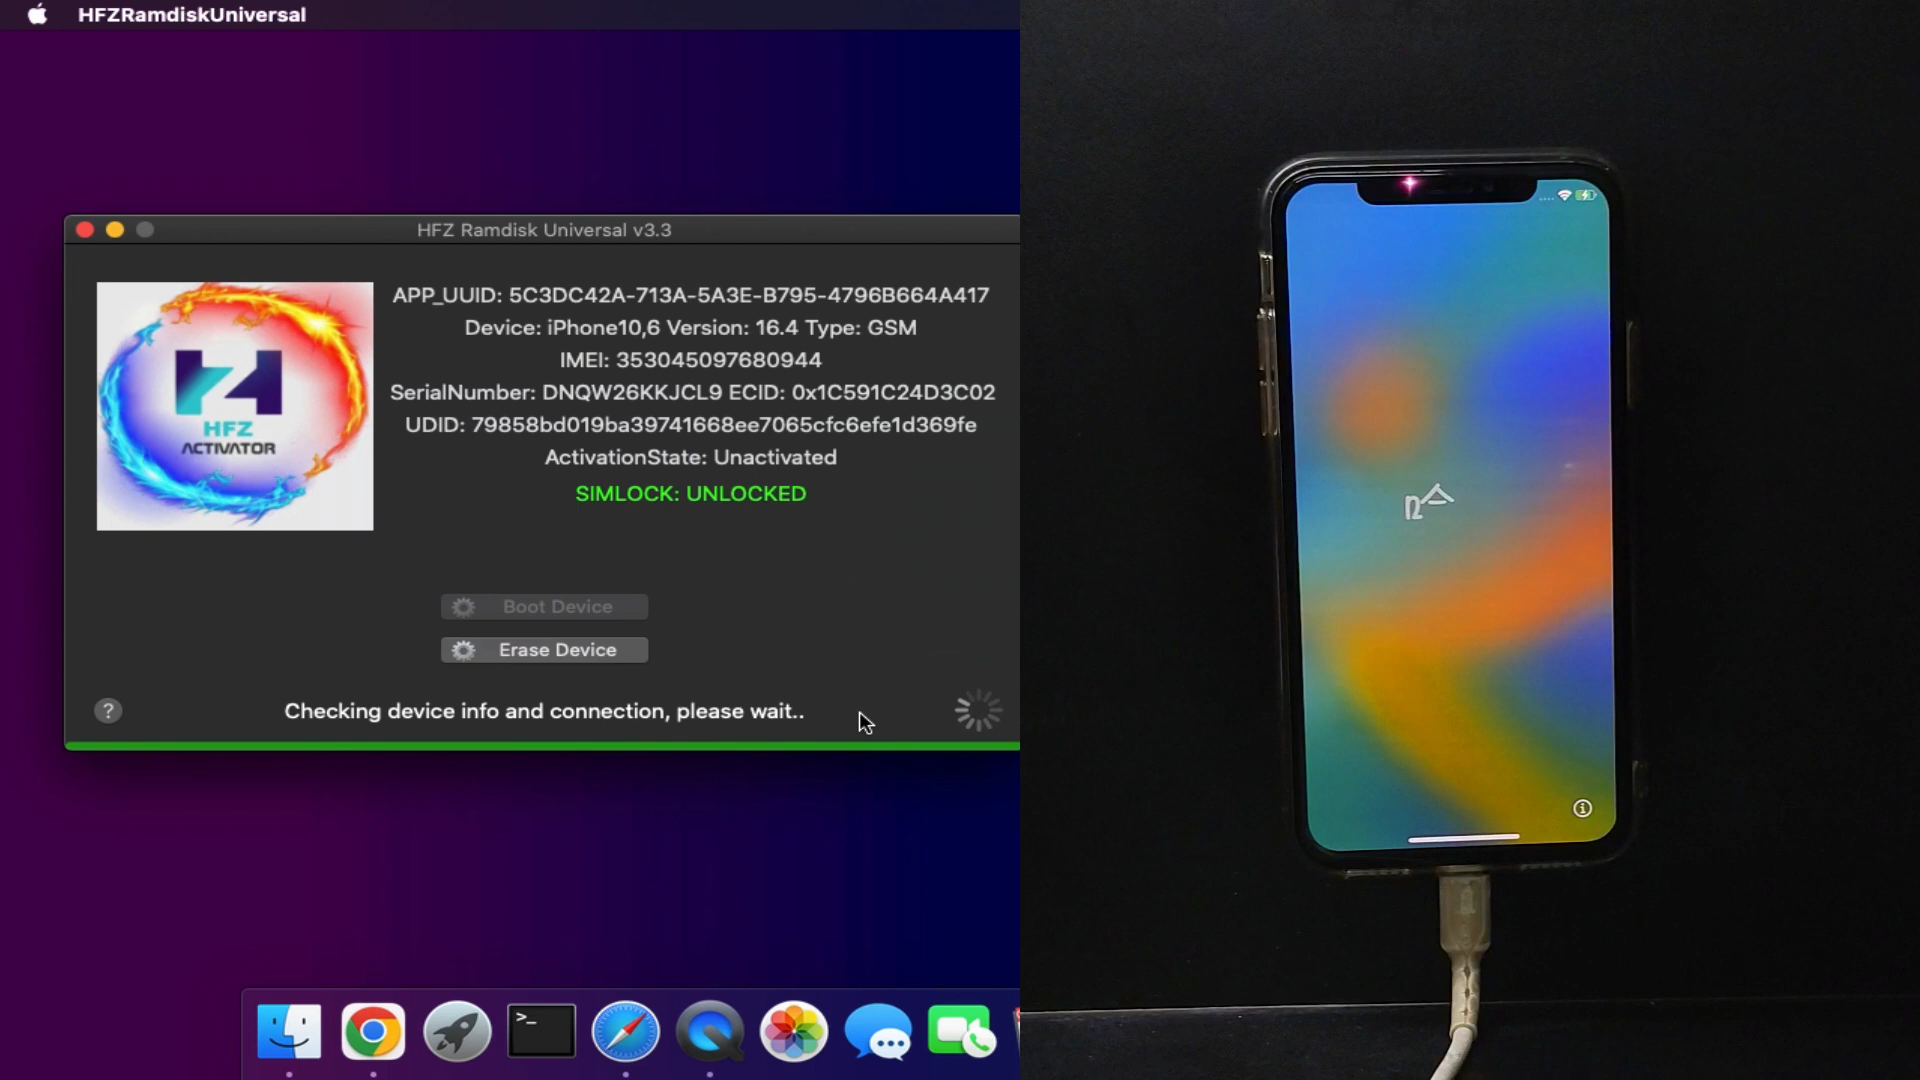 HFZRamdiskUniversal
HFZ Ramdisk Universal v3.3
APP_UUID: 5C3DC42A-713A-5A3E-B795-4796B664A417
Device: iPhone10,6 Version: 16.4 Type: GSM
IMEI: 353045097680944
SerialNumber: DNQW26KKJCL9 ECID: 0x1C591C24D3C02
UDID: 79858bd019ba39741668ee7065cfc6efe1d369fe
ActivationState: Unactivated
SIMLOCK: UNLOCKED
HFZ
ACTIVATOR
Boot Device
Erase Device
?
Checking device info and connection, please wait..
>_